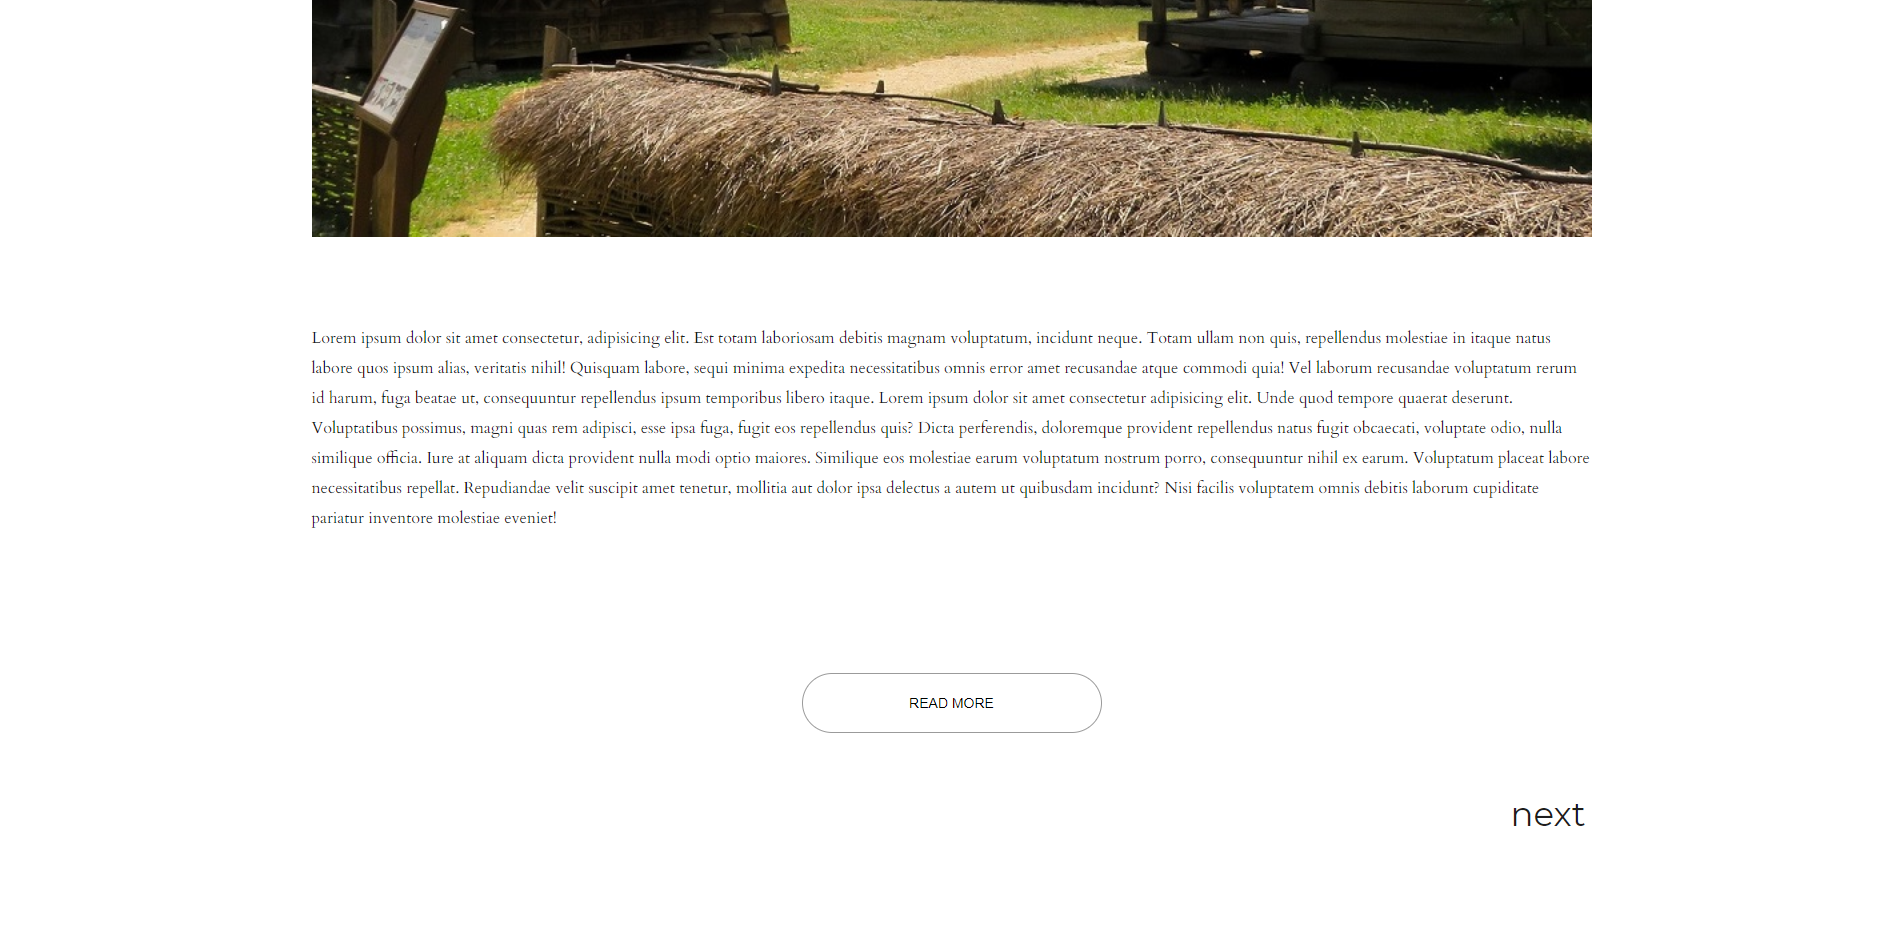 Lorem ipsum dolor sit amet consectetur, adipisicing elit. Est totam laboriosam debitis magnam voluptatum, incidunt neque. Totam ullam non quis, repellendus molestiae in itaque natus
labore quos ipsum alias, veritatis nihil! Quisquam labore, sequi minima expedita necessitatibus omnis error amet recusandae atque commodi quia! Vel laborum recusandae voluptatum rerum
id harum, fuga beatae ut, consequuntur repellendus ipsum temporibus libero itaque. Lorem ipsum dolor sit amet consectetur adipisicing elit. Unde quod tempore quaerat deserunt.
Voluptatibus possimus, magni quas rem adipisci, esse ipsa fuga, fugit eos repellendus quis? Dicta perferendis, doloremque provident repellendus natus fugit obcaecati, voluptate odio, nulla
similique officia. Iure at aliquam dicta provident nulla modi optio maiores. Similique eos molestiae earum voluptatum nostrum porro, consequuntur nihil ex earum. Voluptatum placeat labore
necessitatibus repellat. Repudiandae velit suscipit amet tenetur, mollitia aut dolor ipsa delectus a autem ut quibusdam incidunt? Nisi facilis voluptatem omnis debitis laborum cupiditate
pariatur inventore molestiae eveniet!
READ MORE
next